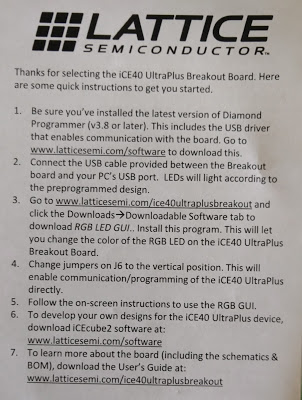 LATTICE
SEMICONDUCTOR™
Thanks for selecting the iCE40 UltraPlus Breakout Board. Here
are some quick instructions to get you started.
1. Be sure you've installed the latest version of Diamond
Programmer (v3.8 or later). This includes the USB driver
that enables communication with the board. Go to
www.latticesemi.com/software to download this.
2. Connect the USB cable provided between the Breakout
board and your PC's USB port. LEDs will light according to
the preprogrammed design.
3. Go to www.latticesemi.com/ice40ultraplusbreakout and
click the Downloads→Downloadable Software tab to
download RGB LED GUI.. Install this program. This will let
you change the color of the RGB LED on the iCE40 UltraPlus
Breakout Board.
4. Change jumpers on J6 to the vertical position. This will
enable communication/programming of the iCE40 UltraPlus
directly.
5. Follow the on-screen instructions to use the RGB GUI.
6. To develop your own designs for the iCE40 UltraPlus device,
download iCEcube2 software at:
www.latticesemi.com/software
7. To learn more about the board (including the schematics &
BOM), download the User's Guide at:
www.latticesemi.com/ice40ultraplusbreakout